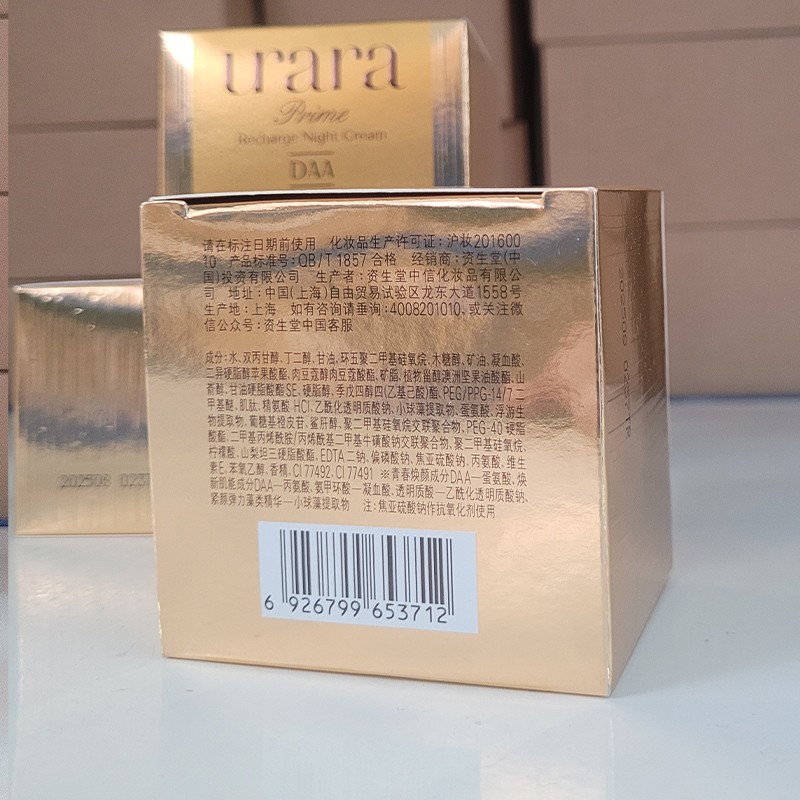 urara
Prime
Recharge Night Cream
DAA
请在标注日期前使用 化妆品生产许可证:沪妆201600
10 产品标准号:QB/T 1857 合格 经销商:资生堂(中
国)投资有限公司 生产者:资生堂中信化妆品有限公
司 地址:中国(上海)自由贸易试验区龙东大道1558号
生产地:上海 如有咨询请垂询:4008201010,或关注微
信公众号:资生堂中国客服
成分:水、双丙甘醇、丁二醇、甘油、环五聚二甲基硅氧烷、木糖醇、矿油、凝血酸、
二异硬脂醇苹果酸酯、肉豆蔻醇肉豆蔻酸酯、矿脂、植物甾醇澳洲坚果油酸酯、山
嵛醇、甘油硬脂酸酯SE、硬脂醇、季戊四醇四(乙基己酸)酯、PEG/PPG-14/7 二
甲基醚、肌肽、精氨酸 HCl、乙酰化透明质酸钠、小球藻提取物、蛋氨酸、浮游生
物提取物、葡糖基橙皮苷、鲨肝醇、聚二甲基硅氧烷交联聚合物、PEG-40 硬脂
酸酯、二甲基丙烯酰胺/丙烯酰基二甲基牛磺酸钠交联聚合物、聚二甲基硅氧烷、
柠檬酸、山梨坦三硬脂酸酯、EDTA 二钠、偏磷酸钠、焦亚硫酸钠、丙氨酸、维生
素E、苯氧乙醇、香精、CI 77492、CI 77491 ※青春焕颜成分DAA—蛋氨酸、焕
新肌能成分DAA—丙氨酸、氨甲环酸—凝血酸、透明质酸—乙酰化透明质酸钠、
紧颜弹力藻类精华—小球藻提取物 注:焦亚硫酸钠作抗氧化剂使用
6 926799 653712
202508